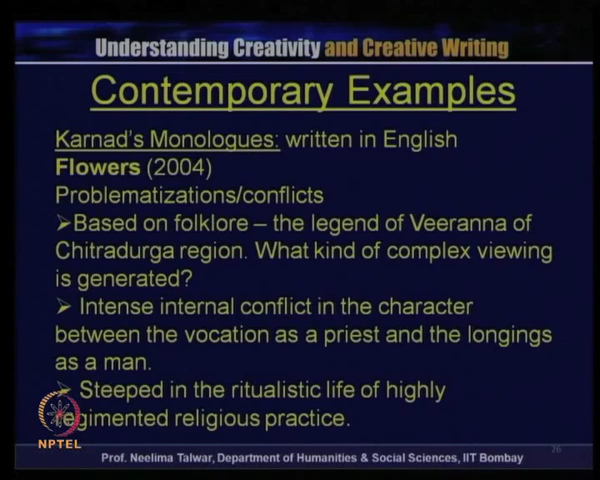 Understanding Creativity and Creative Writing
Contemporary Examples
Karnad's Monologues: written in English
Flowers (2004)
Problematizations/conflicts
➢Based on folklore – the legend of Veeranna of
Chitradurga region. What kind of complex viewing
is generated?
➢ Intense internal conflict in the character
between the vocation as a priest and the longings
as a man.
➢ Steeped in the ritualistic life of highly
regimented religious practice.
NPTEL
26
Prof. Neelima Talwar, Department of Humanities & Social Sciences, IIT Bombay